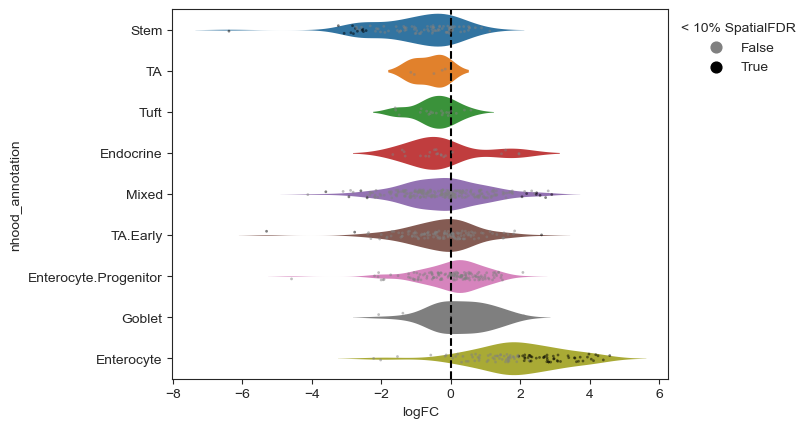 < 10% SpatialFDR
False
True
nhood_annotation
Stem
TA
Tuft
Endocrine
Mixed
TA.Early
Enterocyte.Progenitor
Goblet
Enterocyte
−8 −6 −4 −2 0 2 4 6
logFC